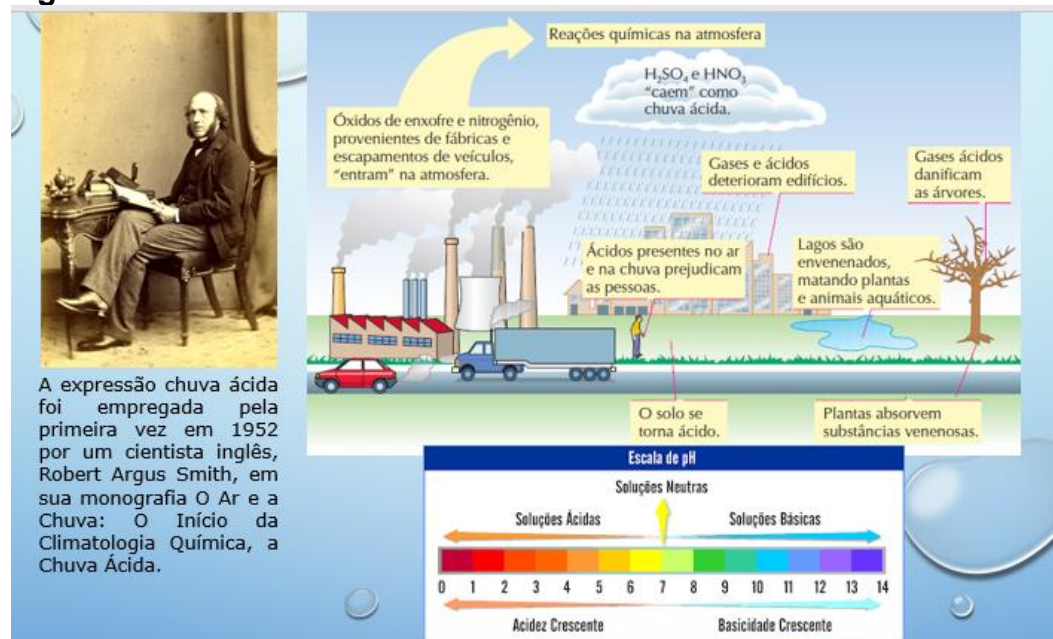 Reações químicas na atmosfera
H₂SO₄ e HNO₃
“caem” como
chuva ácida.
Óxidos de enxofre e nitrogênio,
provenientes de fábricas e
escapamentos de veículos,
“entram” na atmosfera.
Gases e ácidos
deterioram edifícios.
Gases ácidos
danificam
as árvores.
Ácidos presentes no ar
e na chuva prejudicam
as pessoas.
Lagos são
envenenados,
matando plantas
e animais aquáticos.
O solo se
torna ácido.
Plantas absorvem
substâncias venenosas.
A expressão chuva ácida
foi empregada pela
primeira vez em 1952
por um cientista inglês,
Robert Argus Smith, em
sua monografia O Ar e a
Chuva: O Início da
Climatologia Química, a
Chuva Ácida.
Escala de pH
Soluções Neutras
Soluções Ácidas Soluções Básicas
0 1 2 3 4 5 6 7 8 9 10 11 12 13 14
Acidez Crescente Basicidade Crescente